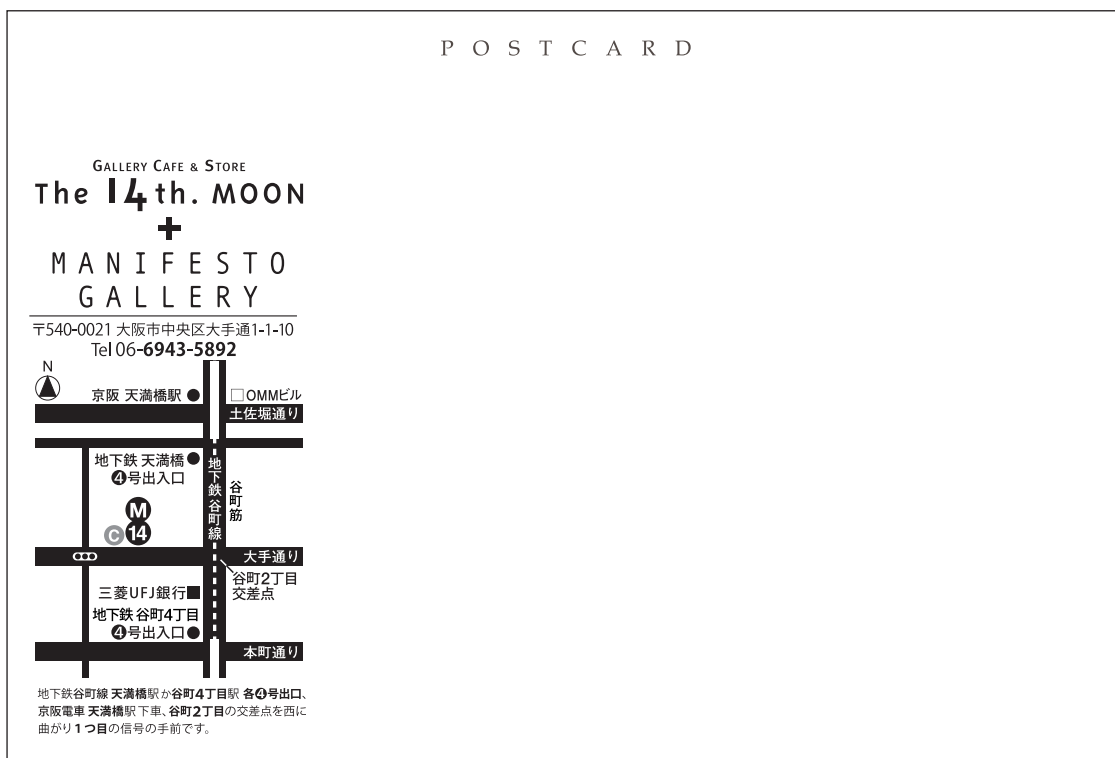 POSTCARD
GALLERY CAFE & STORE
The 14th. MOON
+
MANIFESTO
GALLERY
〒540-0021 大阪市中央区大手通1-1-10
Tel 06-6943-5892
N
京阪 天満橋駅
OMMビル
土佐堀通り
地下鉄 天満橋
❹号出入口
地下鉄谷町線
谷町筋
M
C 14
大手通り
谷町2丁目
交差点
三菱UFJ銀行
地下鉄 谷町4丁目
❹号出入口
本町通り
地下鉄谷町線 天満橋駅か谷町4丁目駅 各❹号出口、
京阪電車 天満橋駅 下車、谷町2丁目の交差点を西に
曲がり1つ目の信号の手前です。